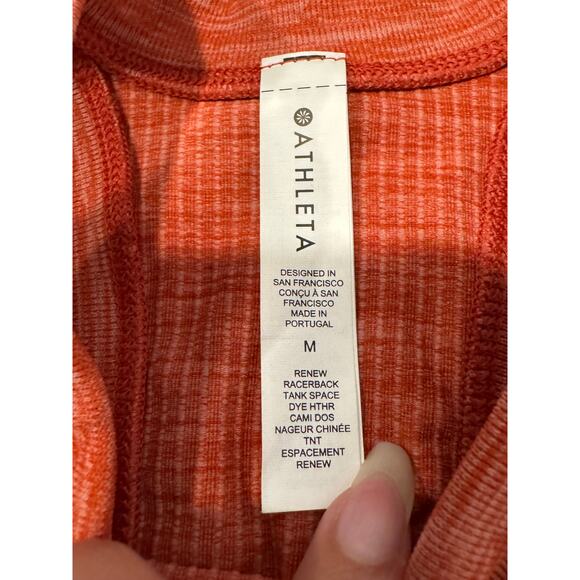 ATHLETA
DESIGNED IN
SAN FRANCISCO
CONÇU À SAN
FRANCISCO
MADE IN
PORTUGAL
M
RENEW
RACERBACK
TANK SPACE
DYE HTHR
CAMI DOS
NAGEUR CHINÉE
TNT
ESPACEMENT
RENEW